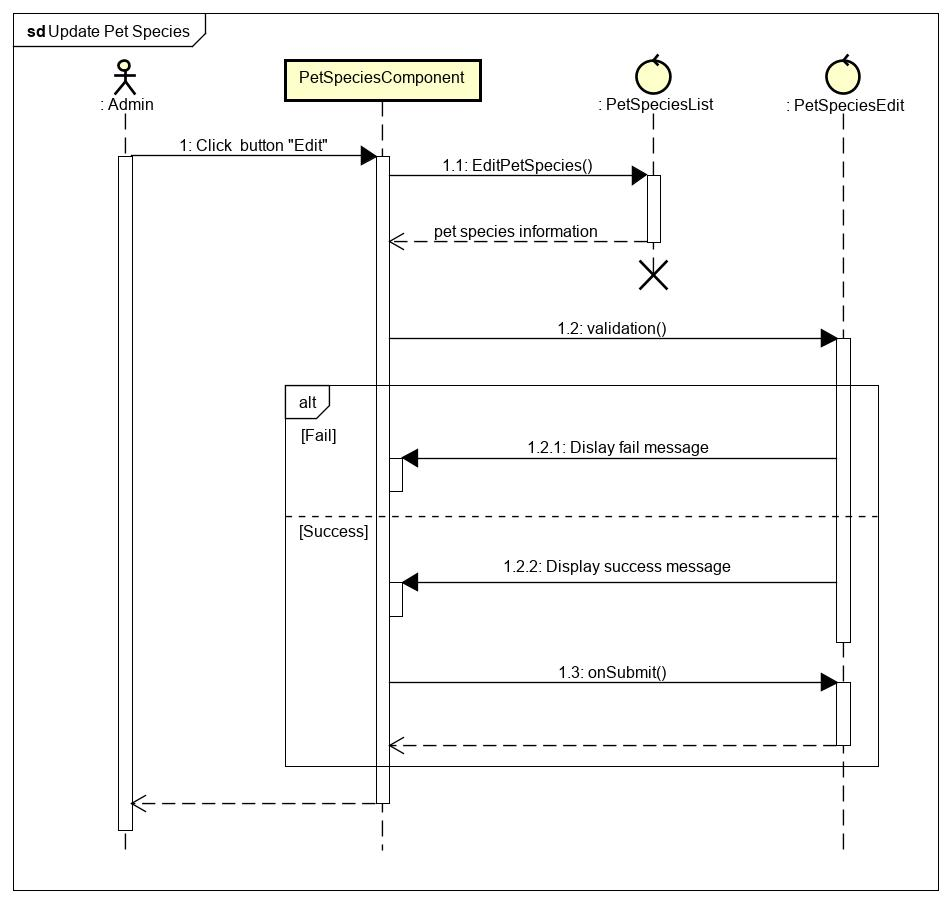 sd Update Pet Species
: Admin
PetSpeciesComponent
: PetSpeciesList
: PetSpeciesEdit
1: Click  button "Edit"
1.1: EditPetSpecies()
pet species information
1.2: validation()
alt
[Fail]
1.2.1: Dislay fail message
[Success]
1.2.2: Display success message
1.3: onSubmit()